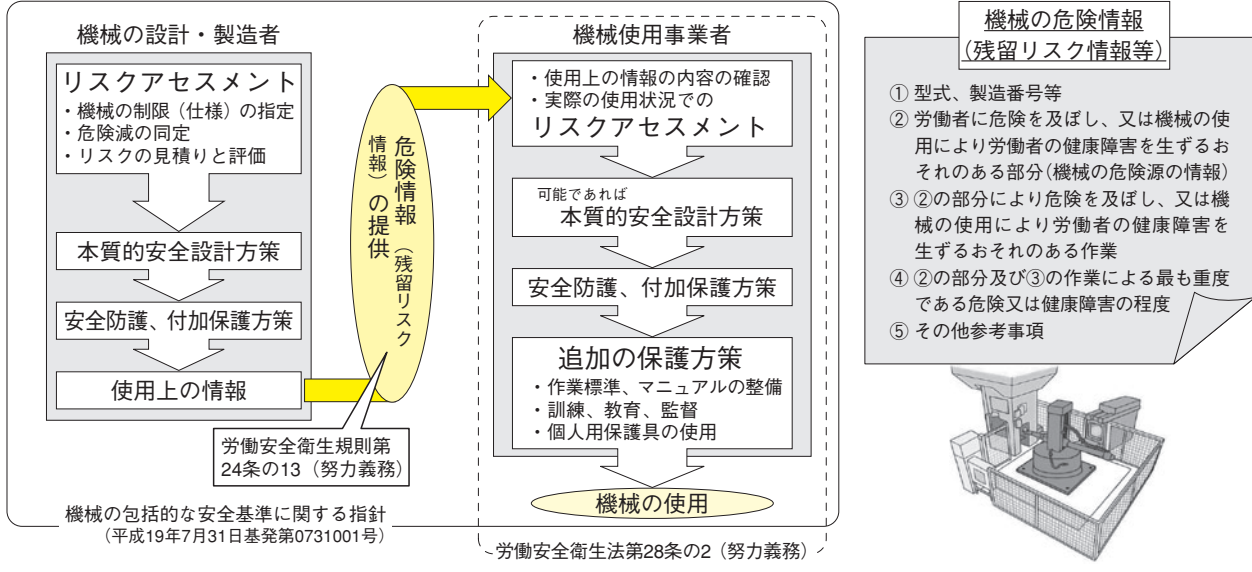 機械の設計・製造者
リスクアセスメント
・機械の制限（仕様）の指定
・危険減の同定
・リスクの見積りと評価
本質的安全設計方策
安全防護、付加保護方策
使用上の情報
危険情報（残留リスク
情報）の提供
労働安全衛生規則第
24条の13（努力義務）
機械の包括的な安全基準に関する指針
（平成19年7月31日基発第0731001号）
機械使用事業者
・使用上の情報の内容の確認
・実際の使用状況での
リスクアセスメント
可能であれば
本質的安全設計方策
安全防護、付加保護方策
追加の保護方策
・作業標準、マニュアルの整備
・訓練、教育、監督
・個人用保護具の使用
機械の使用
労働安全衛生法第28条の2（努力義務）
機械の危険情報
（残留リスク情報等）
① 型式、製造番号等
② 労働者に危険を及ぼし、又は機械の使
用により労働者の健康障害を生ずるお
それのある部分（機械の危険源の情報）
③ ②の部分により危険を及ぼし、又は機
械の使用により労働者の健康障害を
生ずるおそれのある作業
④ ②の部分及び③の作業による最も重度
である危険又は健康障害の程度
⑤ その他参考事項